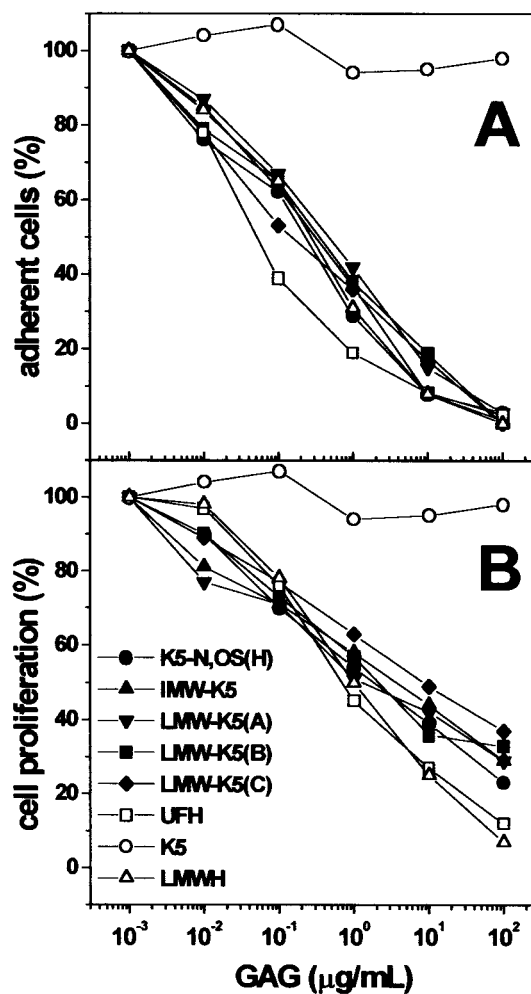 100
80
60
40
20
0
adherent cells (%)
A
100
80
60
40
20
0
cell proliferation (%)
B
K5-N,OS(H)
IMW-K5
LMW-K5(A)
LMW-K5(B)
LMW-K5(C)
UFH
K5
LMWH
10⁻³ 10⁻² 10⁻¹ 10⁰ 10¹ 10²
GAG (μg/mL)